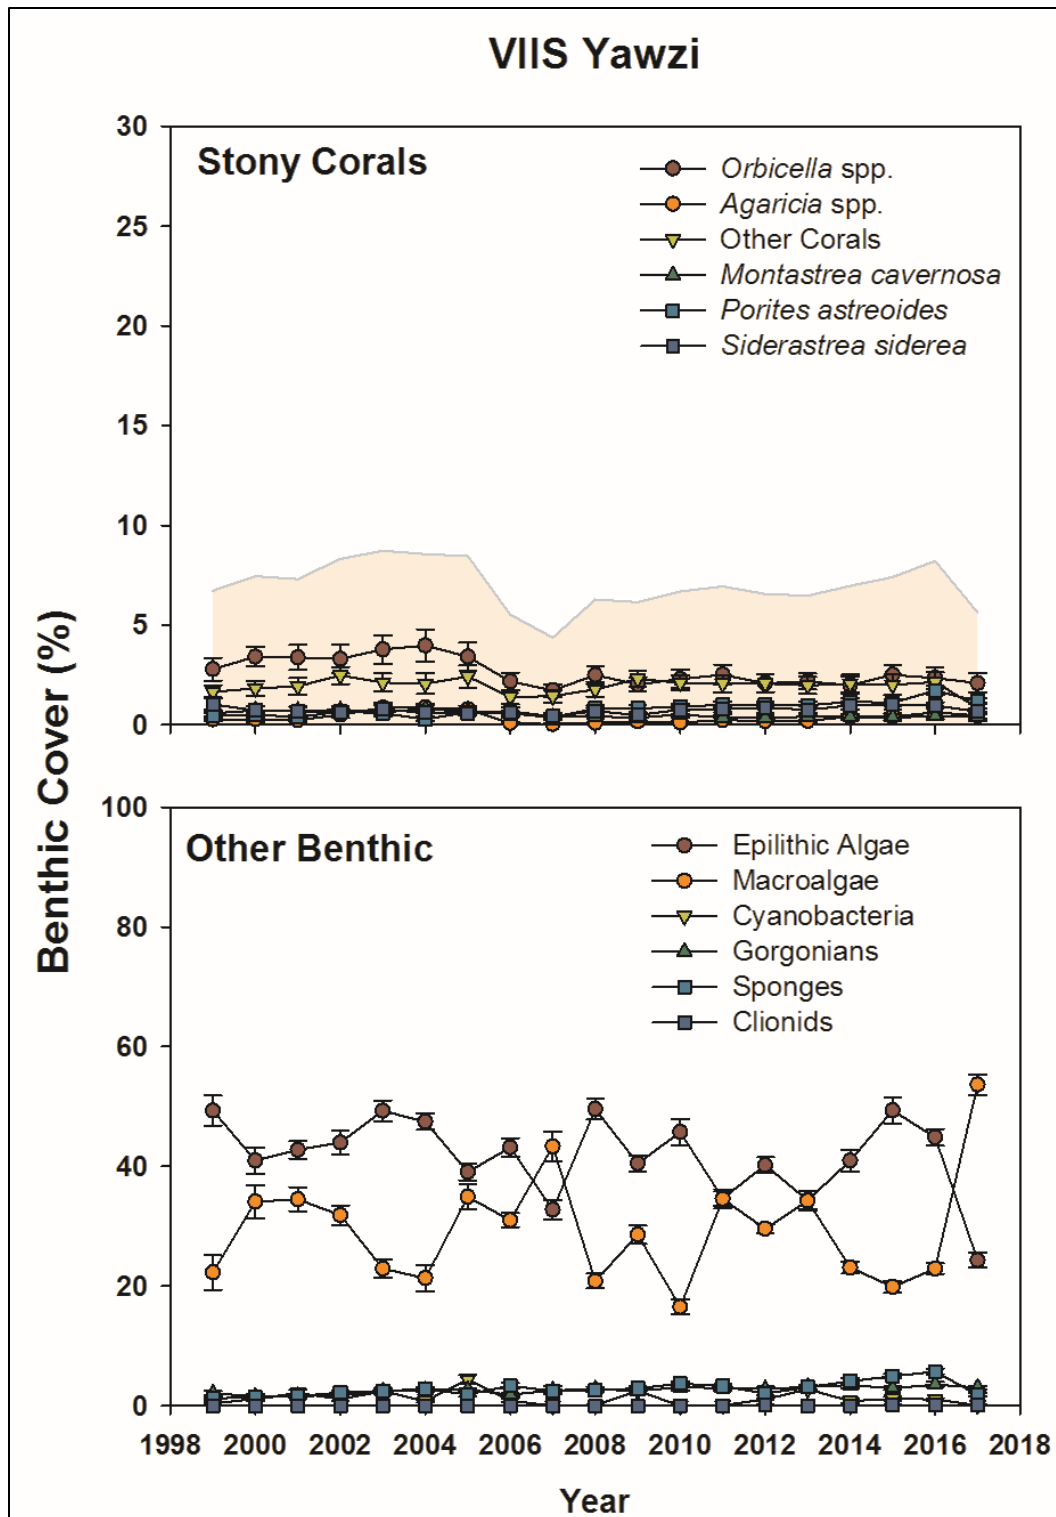 VIIS Yawzi
Stony Corals
Orbicella spp.
Agaricia spp.
Other Corals
Montastrea cavernosa
Porites astreoides
Siderastrea siderea
30
25
20
15
10
5
0
Benthic Cover (%)
Other Benthic
Epilithic Algae
Macroalgae
Cyanobacteria
Gorgonians
Sponges
Clionids
100
80
60
40
20
0
1998 2000 2002 2004 2006 2008 2010 2012 2014 2016 2018
Year